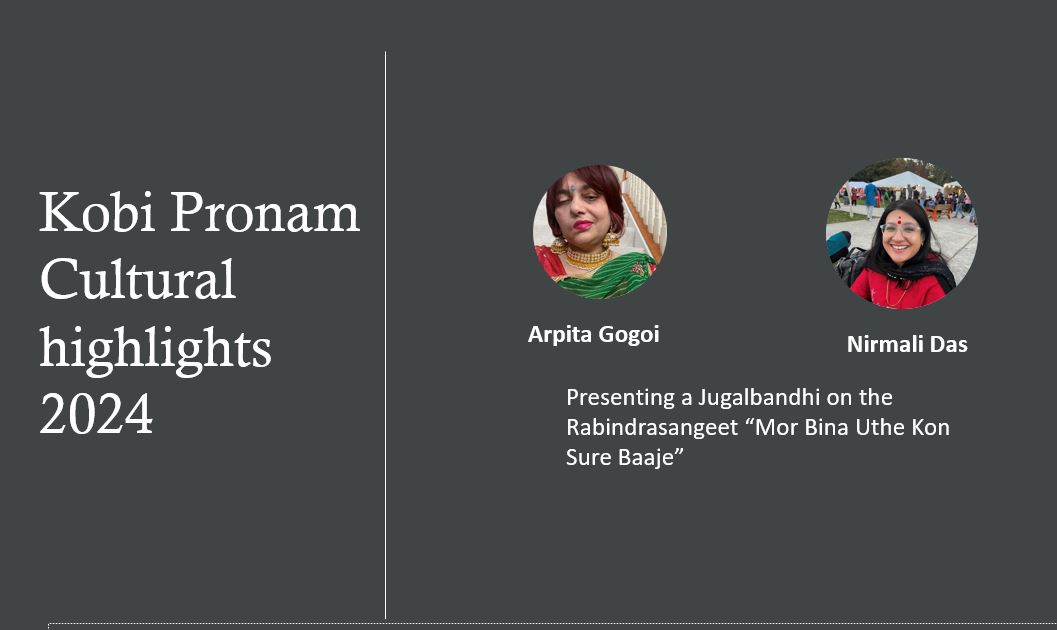 Kobi Pronam
Cultural
highlights
2024
Arpita Gogoi
Nirmali Das
Presenting a Jugalbandhi on the
Rabindrasangeet “Mor Bina Uthe Kon
Sure Baaje”